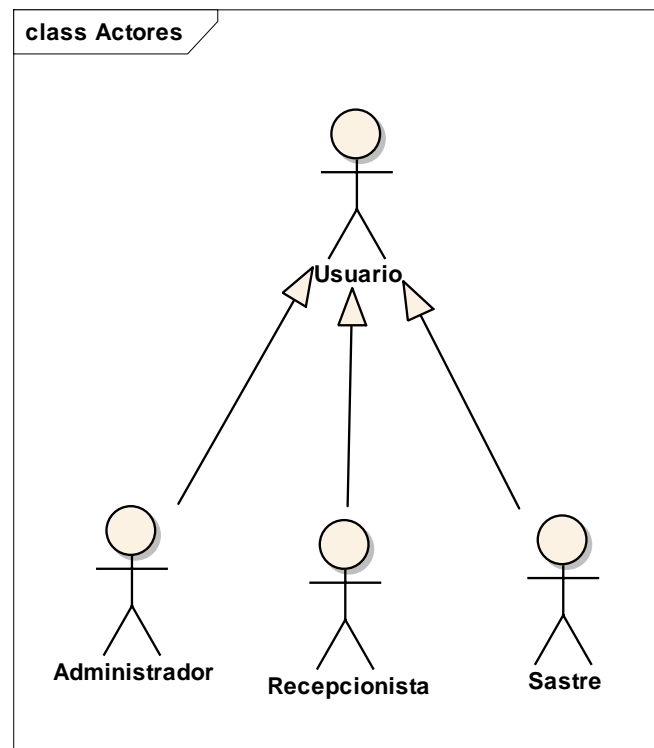 class Actores
Usuario
Administrador
Recepcionista
Sastre